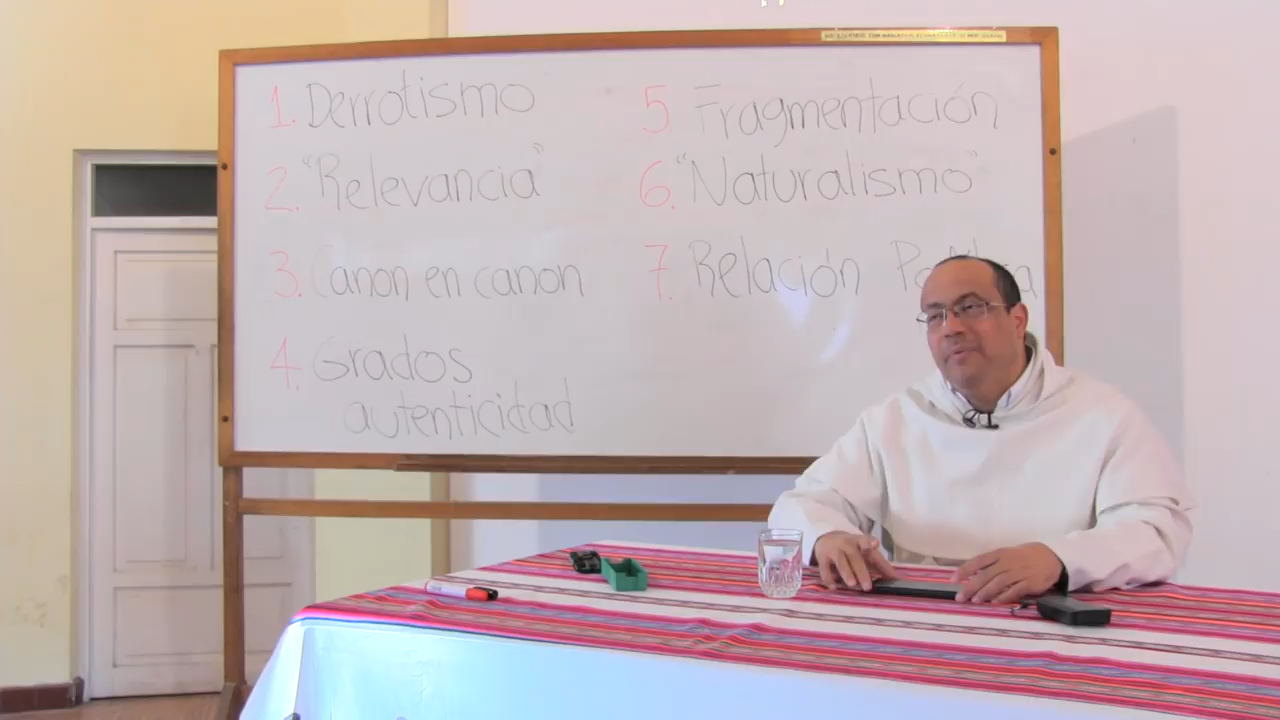 1. Derrotismo
2. "Relevancia"
3. Canon en canon
4. Grados
autenticidad
5 Fragmentación
6. "Naturalismo"
7. Relación